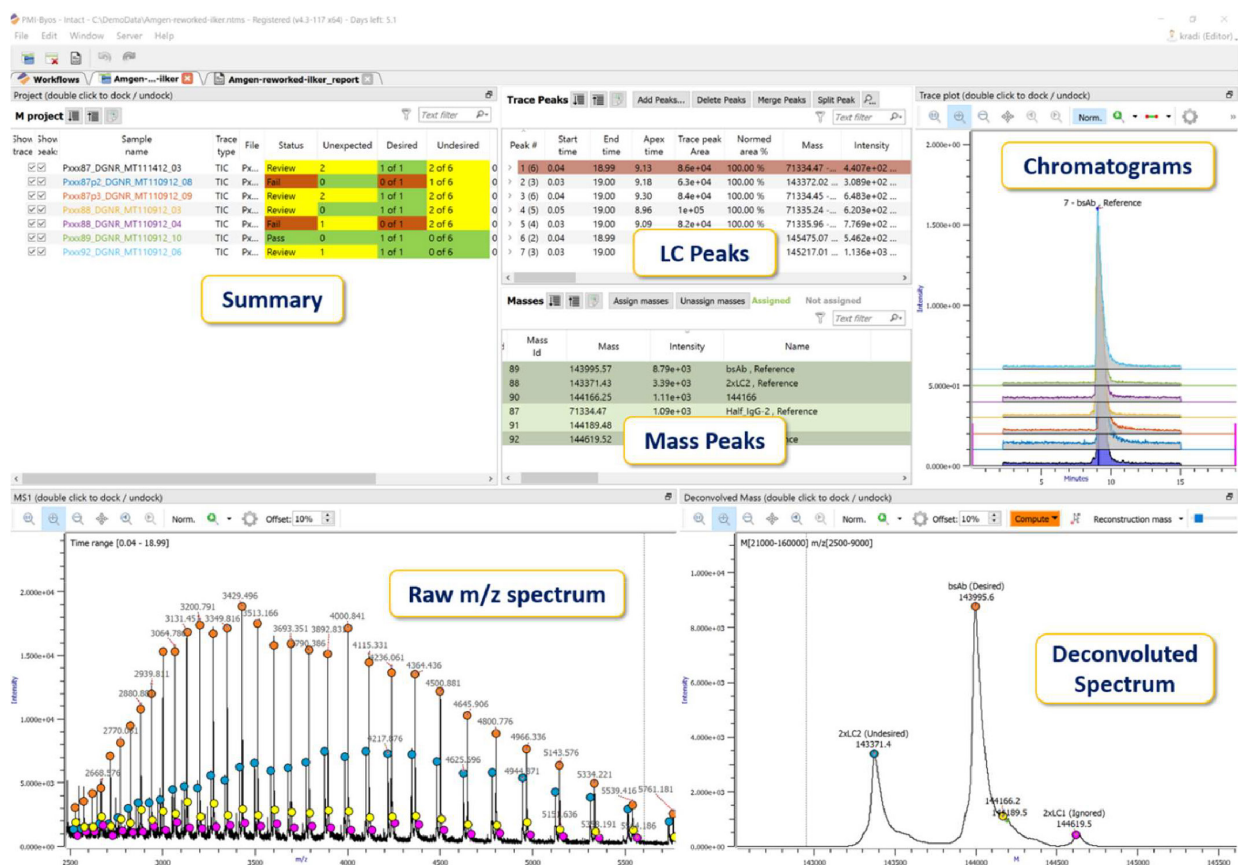 PMI-Byos - Intact - C:\DemoData\Amgen-reworked-ilker.ntms - Registered (v4.3-117 x64) - Days left: 5.1
File Edit Window Server Help
kradi (Editor)
Workflows Amgen-...-ilker Amgen-reworked-ilker_report
Project (double click to dock / undock)
M project Text filter
Show trace Show peaks Sample name Trace type File Status Unexpected Desired Undesired
Pxxx87_DGNR_MT111412_03 TIC Px... Review 2 1 of 1 2 of 6 0
Pxxx87p2_DGNR_MT110912_08 TIC Px... Fail 0 0 of 1 1 of 6 0
Pxxx87p3_DGNR_MT110912_09 TIC Px... Review 2 1 of 1 2 of 6 0
Pxxx88_DGNR_MT110912_03 TIC Px... Review 0 1 of 1 2 of 6 0
Pxxx88_DGNR_MT110912_04 TIC Px... Fail 1 0 of 1 2 of 6 0
Pxxx89_DGNR_MT110912_10 TIC Px... Pass 0 1 of 1 0 of 6 0
Pxxx92_DGNR_MT110912_06 TIC Px... Review 1 1 of 1 0 of 6 0
Summary
Trace Peaks Add Peaks... Delete Peaks Merge Peaks Split Peak
Text filter
Peak # Start time End time Apex time Trace peak Area Normed area % Mass Intensity
1 (6) 0.04 18.99 9.13 8.6e+04 100.00 % 71334.47 -... 4.407e+02 ...
2 (3) 0.03 19.00 9.18 6.3e+04 100.00 % 143372.02 ... 3.089e+02 ...
3 (6) 0.03 19.00 9.30 8.4e+04 100.00 % 71334.45 -... 6.483e+02 ...
4 (5) 0.05 19.00 8.96 1e+05 100.00 % 71335.24 -... 6.203e+02 ...
5 (4) 0.03 19.00 9.09 8.2e+04 100.00 % 71335.96 -... 7.769e+02 ...
6 (2) 0.04 18.99 145475.07 ... 5.462e+02 ...
7 (3) 0.03 19.00 145217.01 ... 1.136e+03 ...
LC Peaks
Masses Assign masses Unassign masses Assigned Not assigned
Text filter
Mass Id Mass Intensity Name
89 143995.57 8.79e+03 bsAb , Reference
88 143371.43 3.39e+03 2xLC2 , Reference
90 144166.25 1.11e+03 144166
87 71334.47 1.09e+03 Half_IgG-2 , Reference
91 144189.48
92 144619.52
Mass Peaks
Trace plot (double click to dock / undock)
Norm.
Chromatograms
7 - bsAb , Reference
2.000e+00
1.500e+00
1.000e+00
5.000e-01
0.000e+00
Intensity
5 10 15
Minutes
MS1 (double click to dock / undock)
Norm. Offset: 10%
Time range [0.04 - 18.99]
Raw m/z spectrum
2.000e+04
1.500e+04
1.000e+04
5.000e+03
0.000e+00
Intensity
3429.496
3200.791
3513.166
3131.451
3349.816
4000.841
3064.786
3693.351
3892.831
3790.386
4115.331
2939.811
4236.061
4364.436
4500.881
2770.081
4645.906
4217.876
4800.776
2668.576
4966.336
4625.596
5143.576
4944.871
5334.221
5539.416
5761.181
2500 3000 3500 4000 4500 5000 5500
m/z
Deconvolved Mass (double click to dock / undock)
Norm. Offset: 10% Compute Reconstruction mass
M[21000-160000] m/z[2500-9000]
Deconvoluted
Spectrum
1.000e+04
8.000e+03
6.000e+03
4.000e+03
2.000e+03
0.000e+00
Intensity
bsAb (Desired)
143995.6
2xLC2 (Undesired)
143371.4
144166.2
2xLC1 (Ignored)
144619.5
143000 143500 144000 144500 145000 145500
M